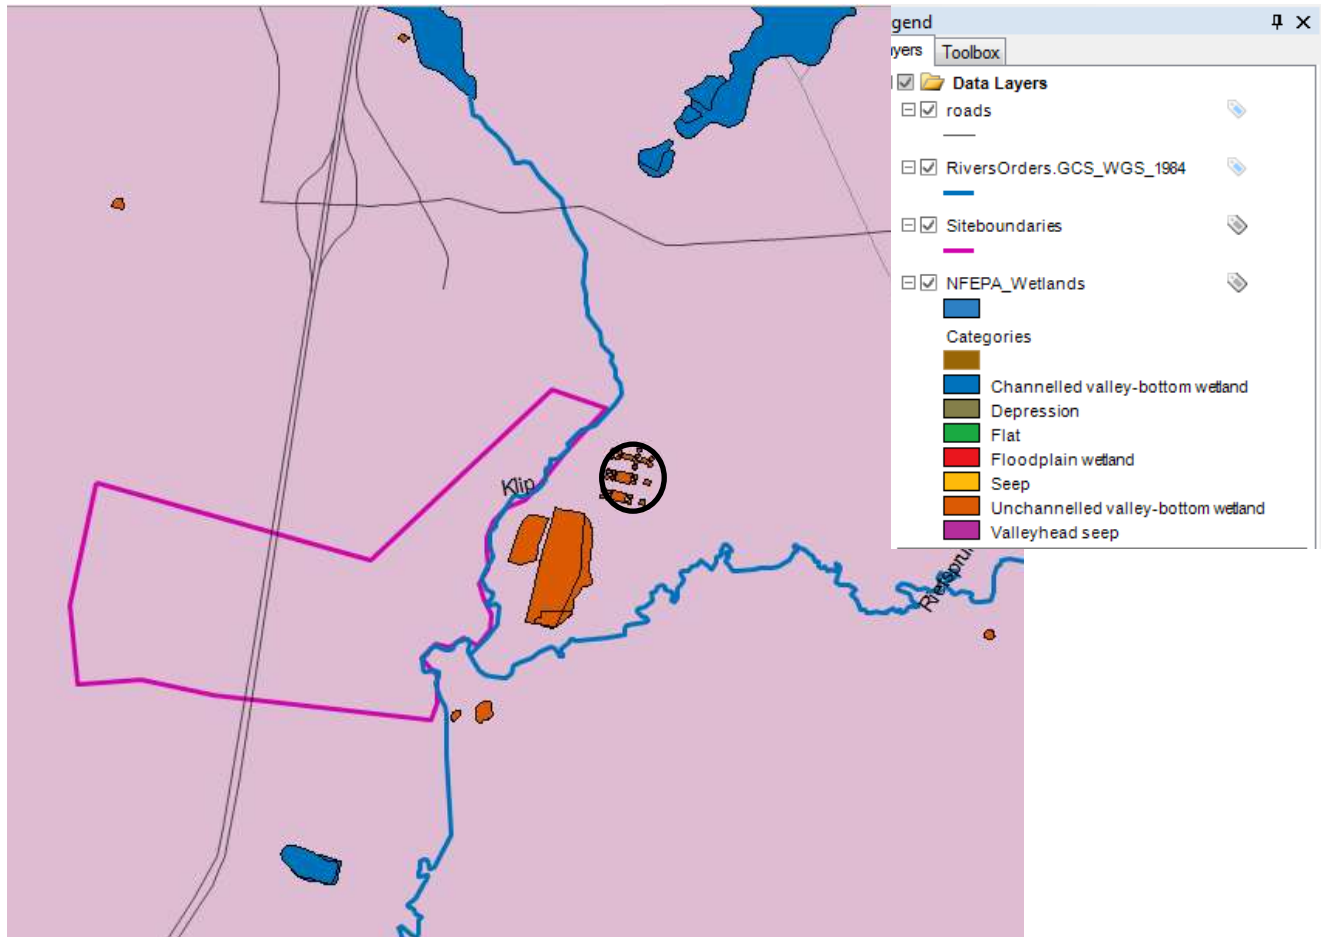 gend
yers Toolbox
Data Layers
roads
RiversOrders.GCS_WGS_1984
Siteboundaries
NFEPA_Wetlands
Categories
Channelled valley-bottom wetland
Depression
Flat
Floodplain wetland
Seep
Unchannelled valley-bottom wetland
Valleyhead seep
Klip